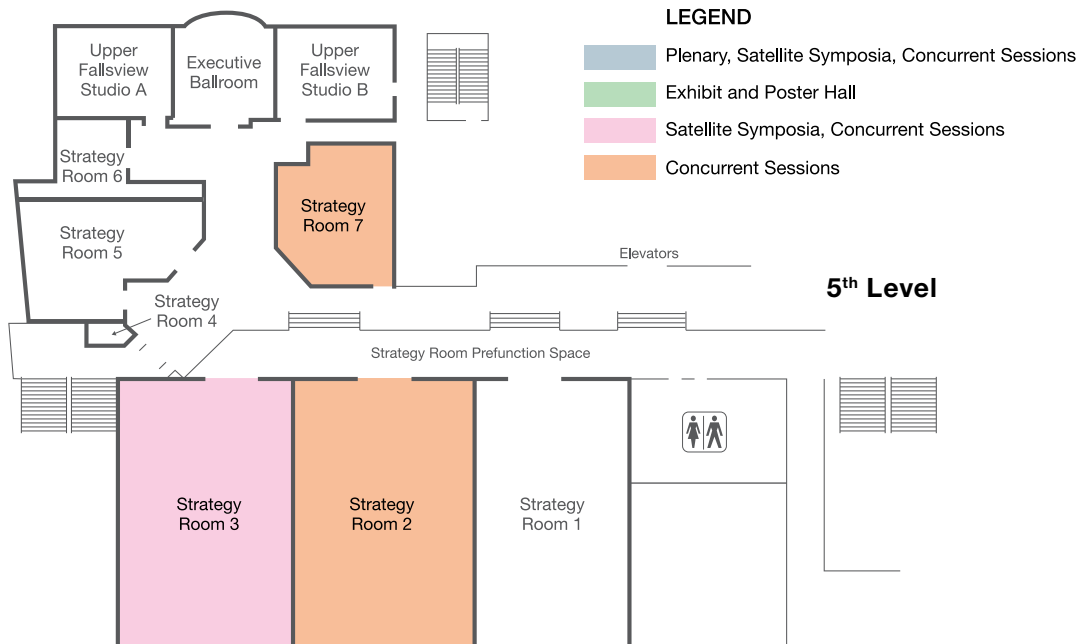 LEGEND
Plenary, Satellite Symposia, Concurrent Sessions
Exhibit and Poster Hall
Satellite Symposia, Concurrent Sessions
Concurrent Sessions
Upper
Fallsview
Studio A
Executive
Ballroom
Upper
Fallsview
Studio B
Strategy
Room 6
Strategy
Room 7
Strategy
Room 5
Elevators
5th Level
Strategy
Room 4
Strategy Room Prefunction Space
Strategy
Room 3
Strategy
Room 2
Strategy
Room 1